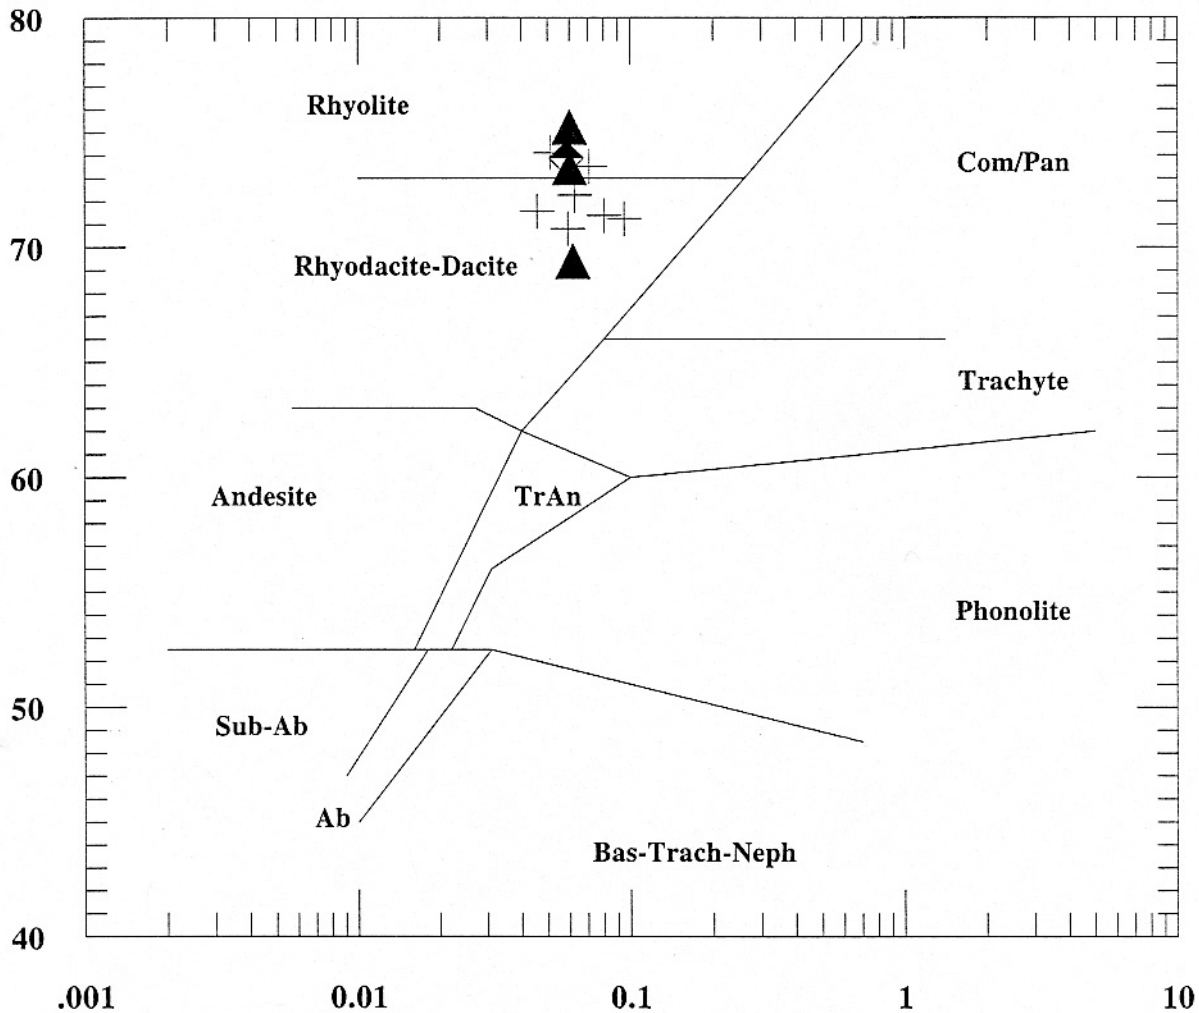 80
Rhyolite
Com/Pan
70
Rhyodacite-Dacite
Trachyte
60
Andesite
TrAn
Phonolite
50
Sub-Ab
Ab
Bas-Trach-Neph
40
.001 0.01 0.1 1 10